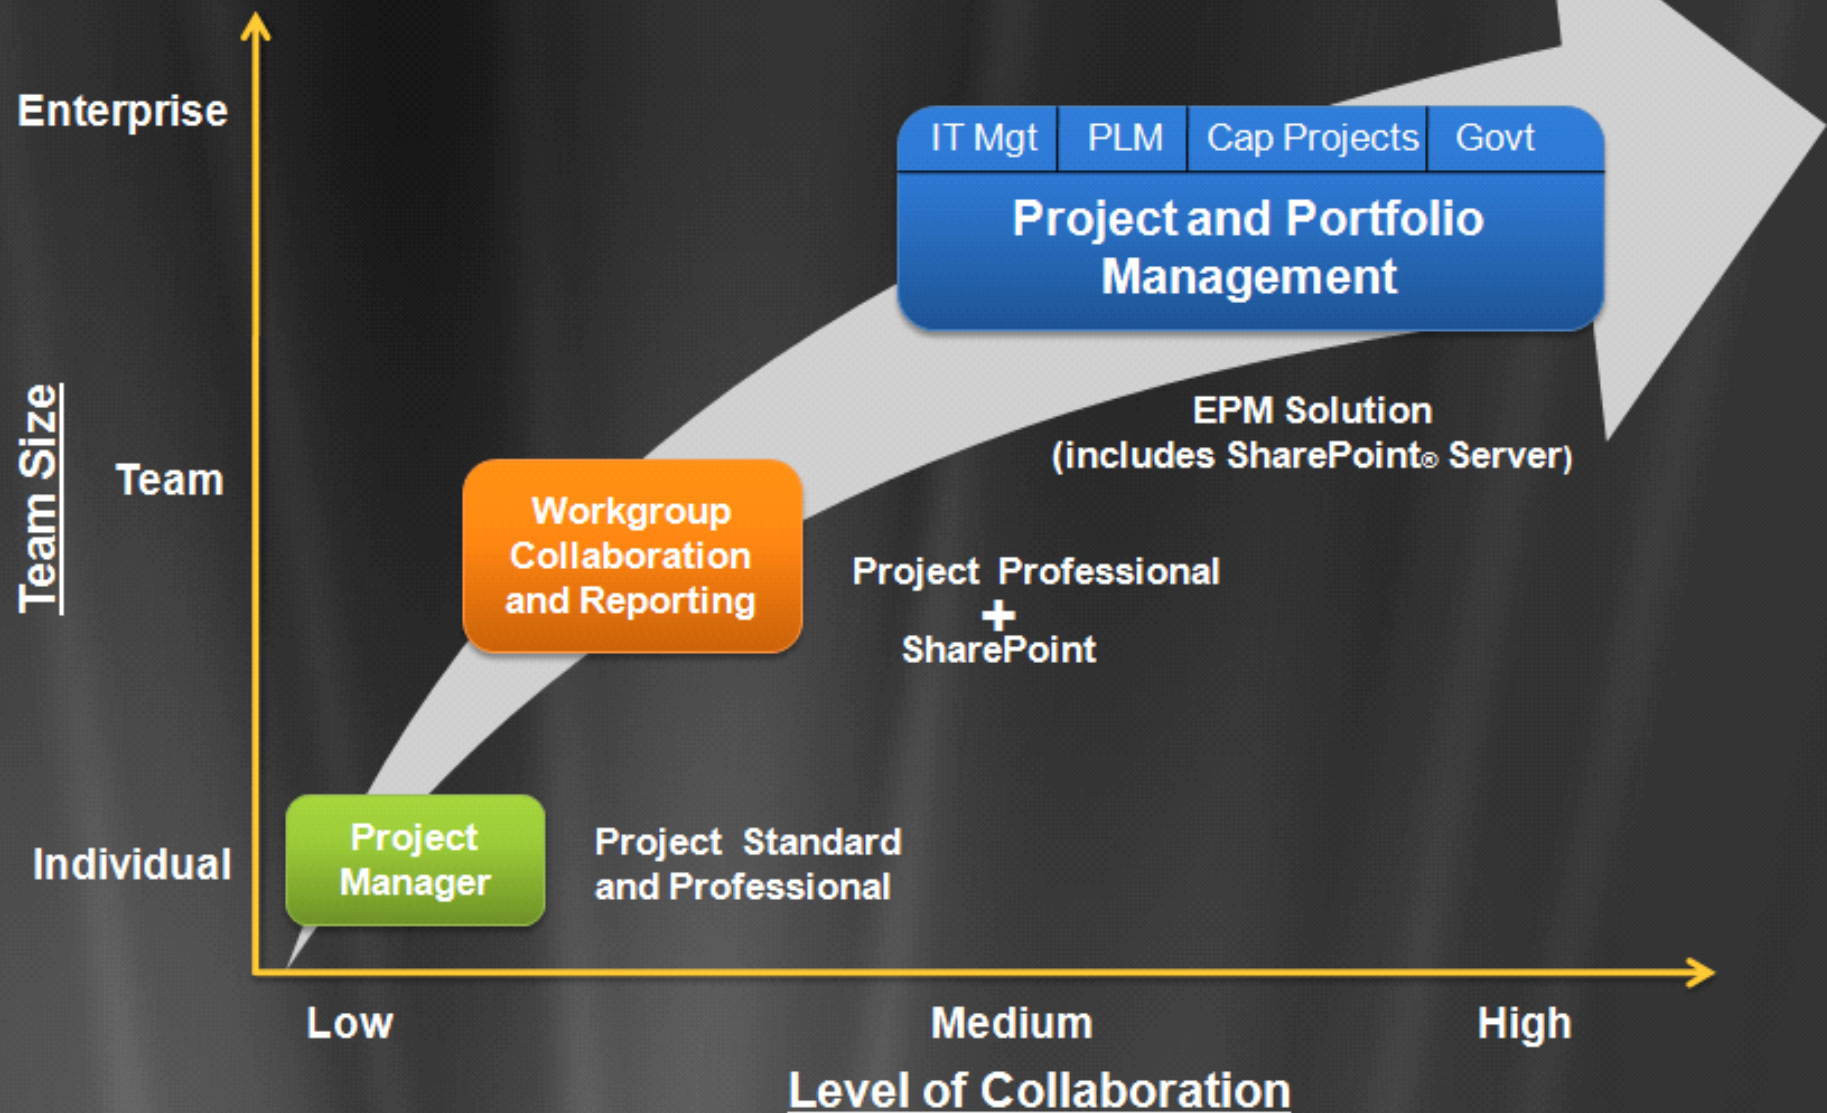 Enterprise
IT Mgt
PLM
Cap Projects
Govt
Project and Portfolio
Management
EPM Solution
(includes SharePoint® Server)
Team Size
Team
Workgroup
Collaboration
and Reporting
Project Professional
+
SharePoint
Individual
Project
Manager
Project Standard
and Professional
Low
Medium
High
Level of Collaboration